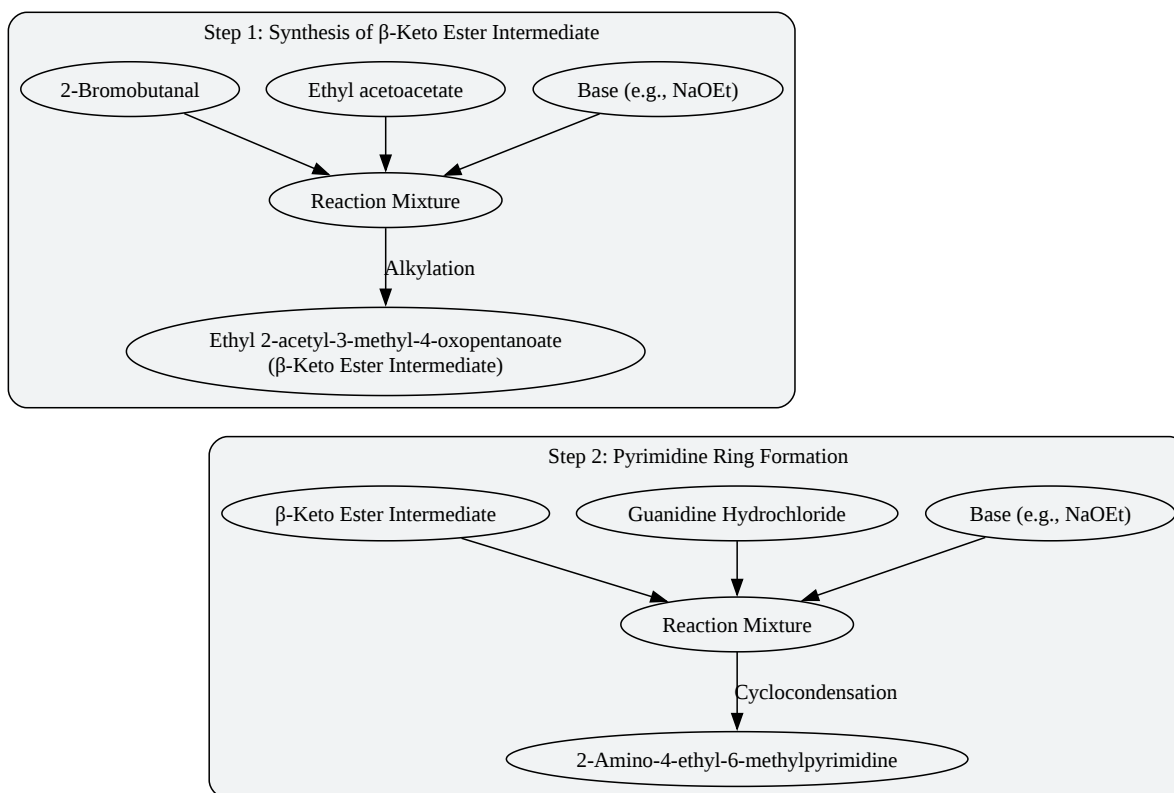 Step 1: Synthesis of β-Keto Ester Intermediate
2-Bromobutanal
Ethyl acetoacetate
Base (e.g., NaOEt)
Reaction Mixture
Alkylation
Ethyl 2-acetyl-3-methyl-4-oxopentanoate
(β-Keto Ester Intermediate)
Step 2: Pyrimidine Ring Formation
β-Keto Ester Intermediate
Guanidine Hydrochloride
Base (e.g., NaOEt)
Reaction Mixture
Cyclocondensation
2-Amino-4-ethyl-6-methylpyrimidine